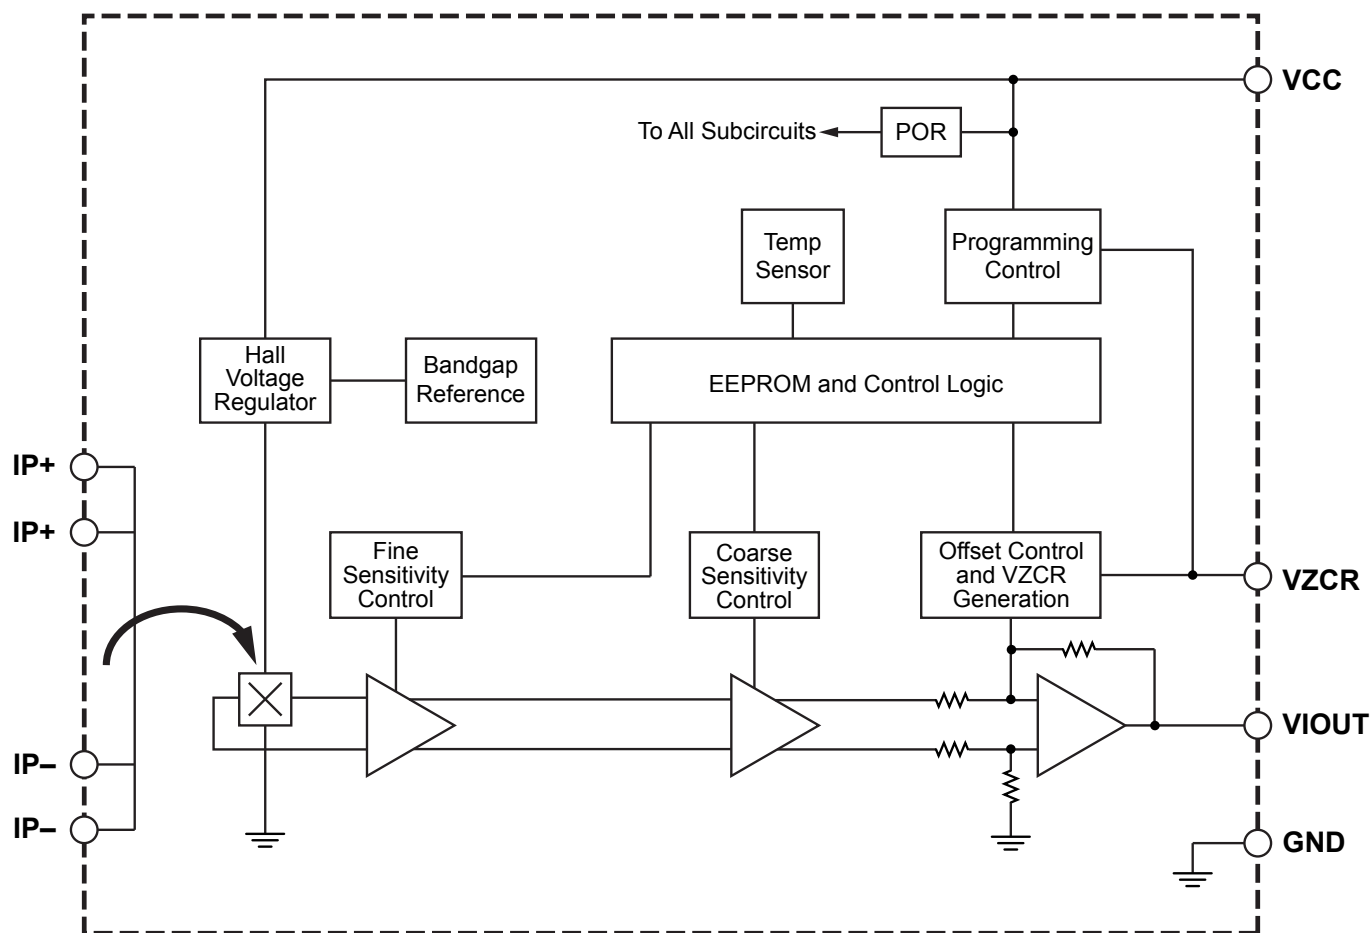 VCC
To All Subcircuits
POR
Temp
Sensor
Programming
Control
Hall
Voltage
Regulator
Bandgap
Reference
EEPROM and Control Logic
IP+
IP+
Fine
Sensitivity
Control
Coarse
Sensitivity
Control
Offset Control
and VZCR
Generation
VZCR
VIOUT
IP–
IP–
GND